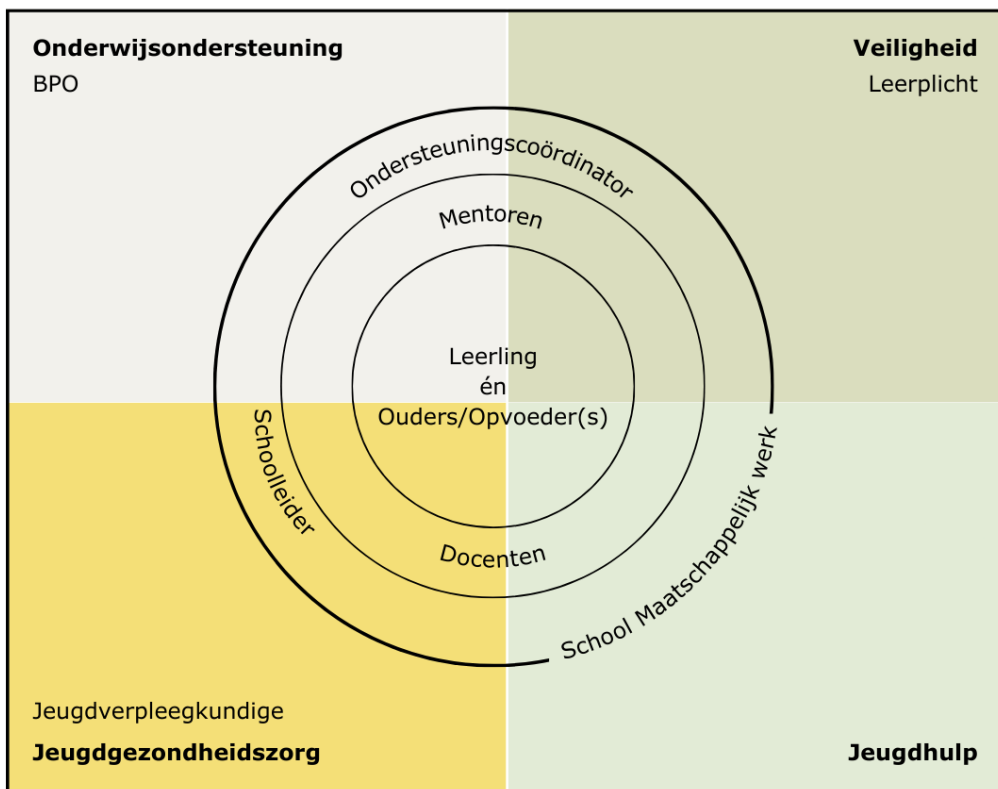 Onderwijsondersteuning
BPO
Veiligheid
Leerplicht
Ondersteuningscoördinator
Mentoren
Leerling
én
Ouders/Opvoeder(s)
Schoolleider
Docenten
School Maatschappelijk werk
Jeugdverpleegkundige
Jeugdgezondheidszorg
Jeugdhulp